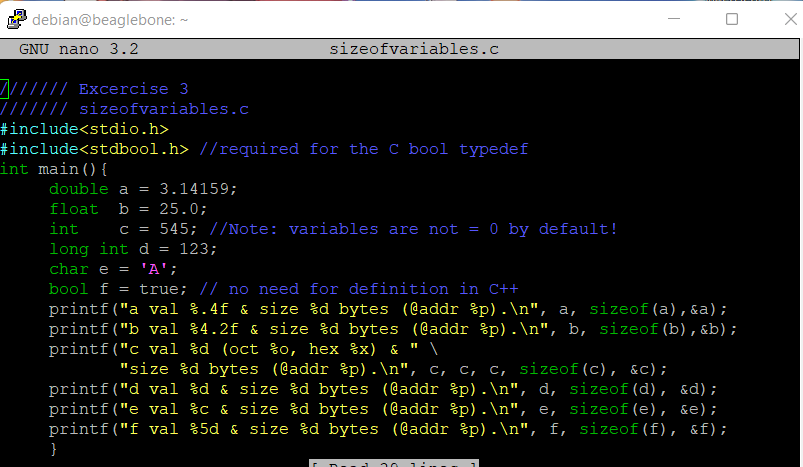 debian@beaglebone: ~
GNU nano 3.2 sizeofvariables.c
/////// Excercise 3
/////// sizeofvariables.c
#include<stdio.h>
#include<stdbool.h> //required for the C bool typedef
int main(){
double a = 3.14159;
float b = 25.0;
int c = 545; //Note: variables are not = 0 by default!
long int d = 123;
char e = 'A';
bool f = true; // no need for definition in C++
printf("a val %.4f & size %d bytes (@addr %p).\n", a, sizeof(a),&a);
printf("b val %4.2f & size %d bytes (@addr %p).\n", b, sizeof(b),&b);
printf("c val %d (oct %o, hex %x) & " \
"size %d bytes (@addr %p).\n", c, c, c, sizeof(c), &c);
printf("d val %d & size %d bytes (@addr %p).\n", d, sizeof(d), &d);
printf("e val %c & size %d bytes (@addr %p).\n", e, sizeof(e), &e);
printf("f val %5d & size %d bytes (@addr %p).\n", f, sizeof(f), &f);
}